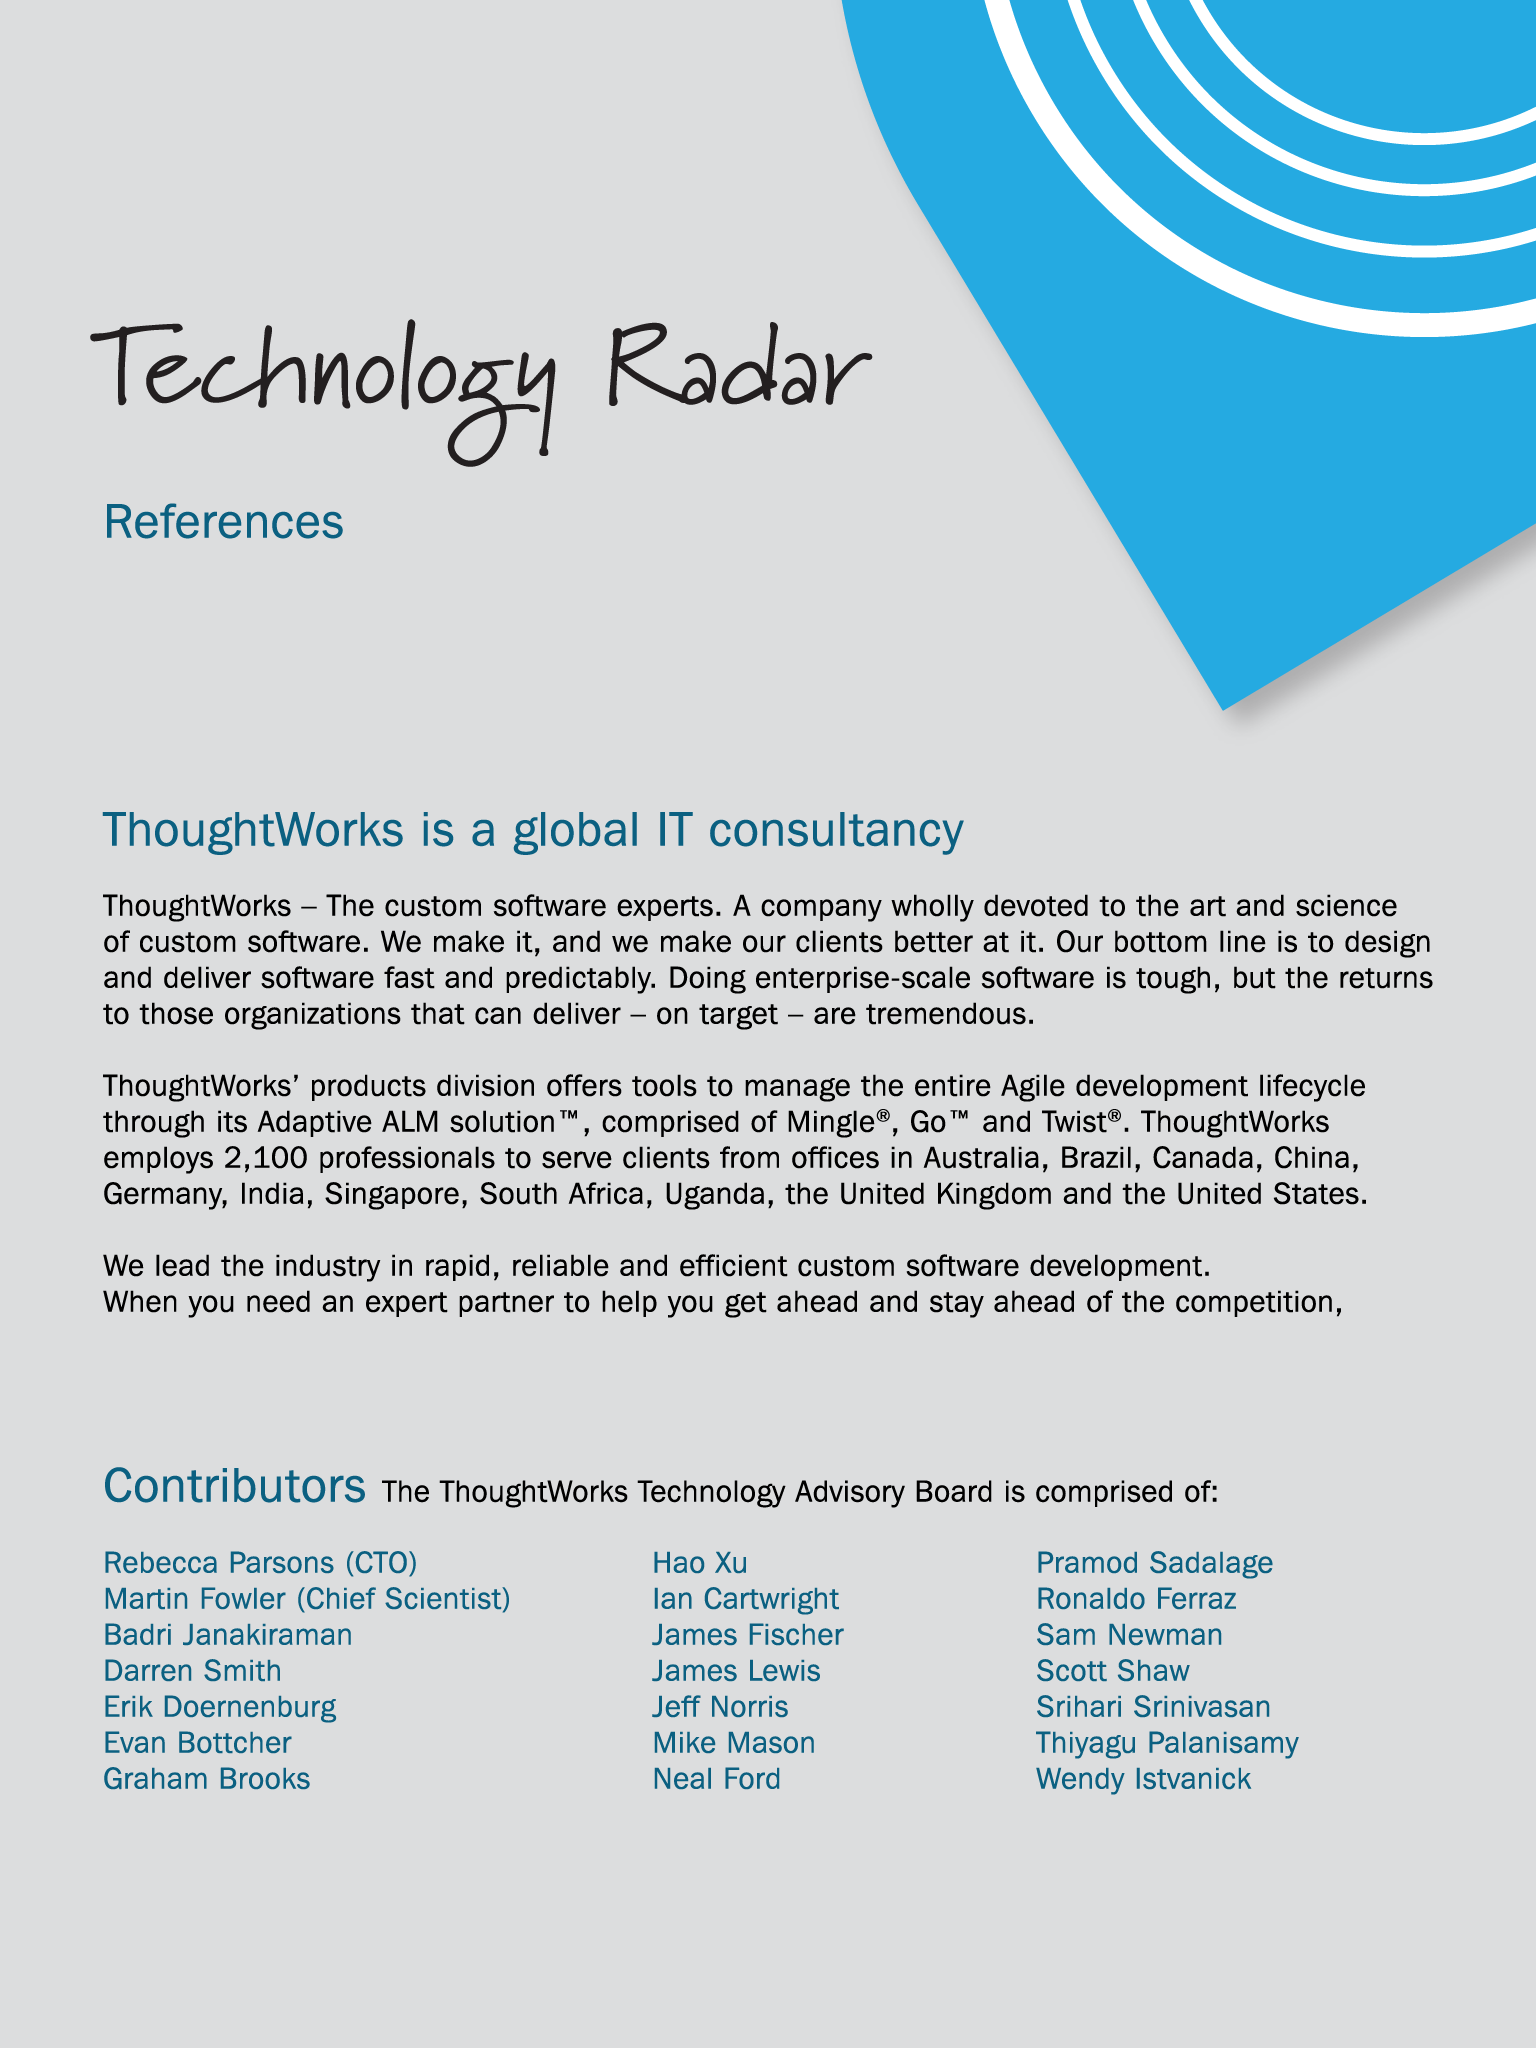 Technology Radar
References
ThoughtWorks is a global IT consultancy
ThoughtWorks – The custom software experts. A company wholly devoted to the art and science
of custom software. We make it, and we make our clients better at it. Our bottom line is to design
and deliver software fast and predictably. Doing enterprise-scale software is tough, but the returns
to those organizations that can deliver – on target – are tremendous.
ThoughtWorks’ products division offers tools to manage the entire Agile development lifecycle
through its Adaptive ALM solution™, comprised of Mingle®, Go™ and Twist®. ThoughtWorks
employs 2,100 professionals to serve clients from offices in Australia, Brazil, Canada, China,
Germany, India, Singapore, South Africa, Uganda, the United Kingdom and the United States.
We lead the industry in rapid, reliable and efficient custom software development.
When you need an expert partner to help you get ahead and stay ahead of the competition,
Contributors The ThoughtWorks Technology Advisory Board is comprised of:
Rebecca Parsons (CTO)
Martin Fowler (Chief Scientist)
Badri Janakiraman
Darren Smith
Erik Doernenburg
Evan Bottcher
Graham Brooks
Hao Xu
Ian Cartwright
James Fischer
James Lewis
Jeff Norris
Mike Mason
Neal Ford
Pramod Sadalage
Ronaldo Ferraz
Sam Newman
Scott Shaw
Srihari Srinivasan
Thiyagu Palanisamy
Wendy Istvanick